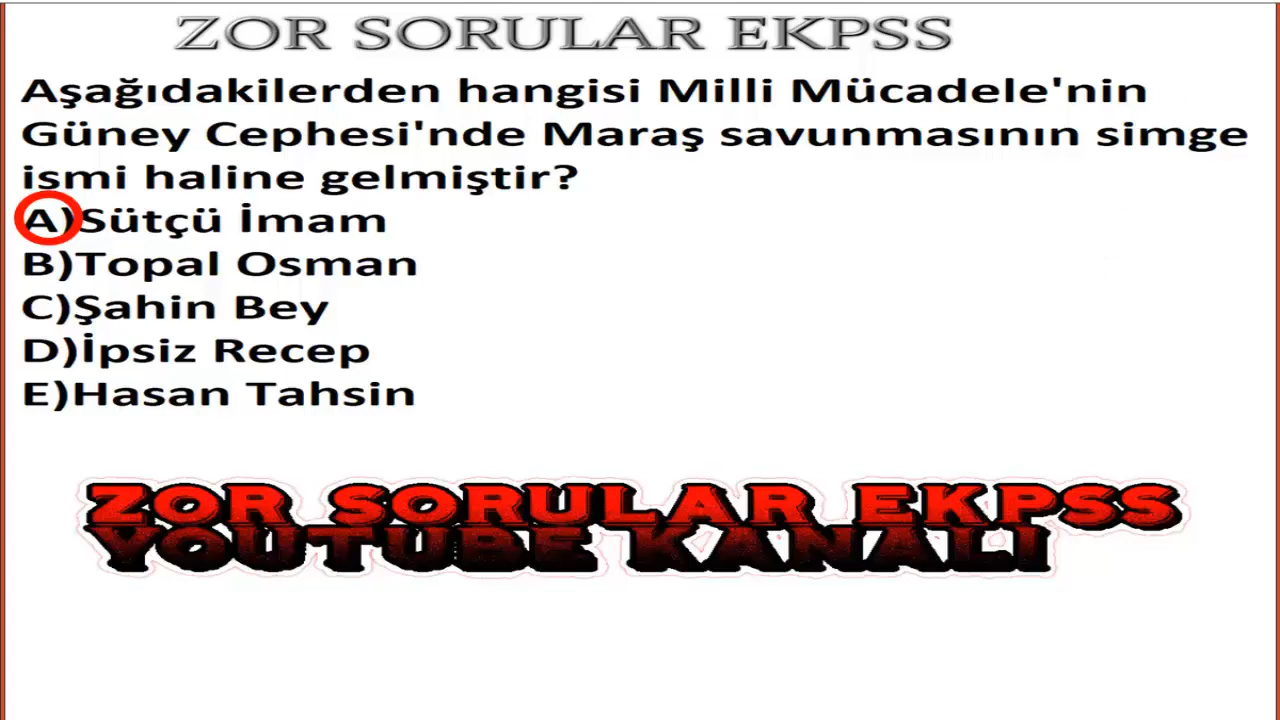 ZOR SORULAR EKPSS
Aşağıdakilerden hangisi Milli Mücadele'nin
Güney Cephesi'nde Maraş savunmasının simge
ismi haline gelmiştir?
A)Sütçü İmam
B)Topal Osman
C)Şahin Bey
D)İpsiz Recep
E)Hasan Tahsin
ZOR SORULAR EKPSS
YOUTUBE KANALI